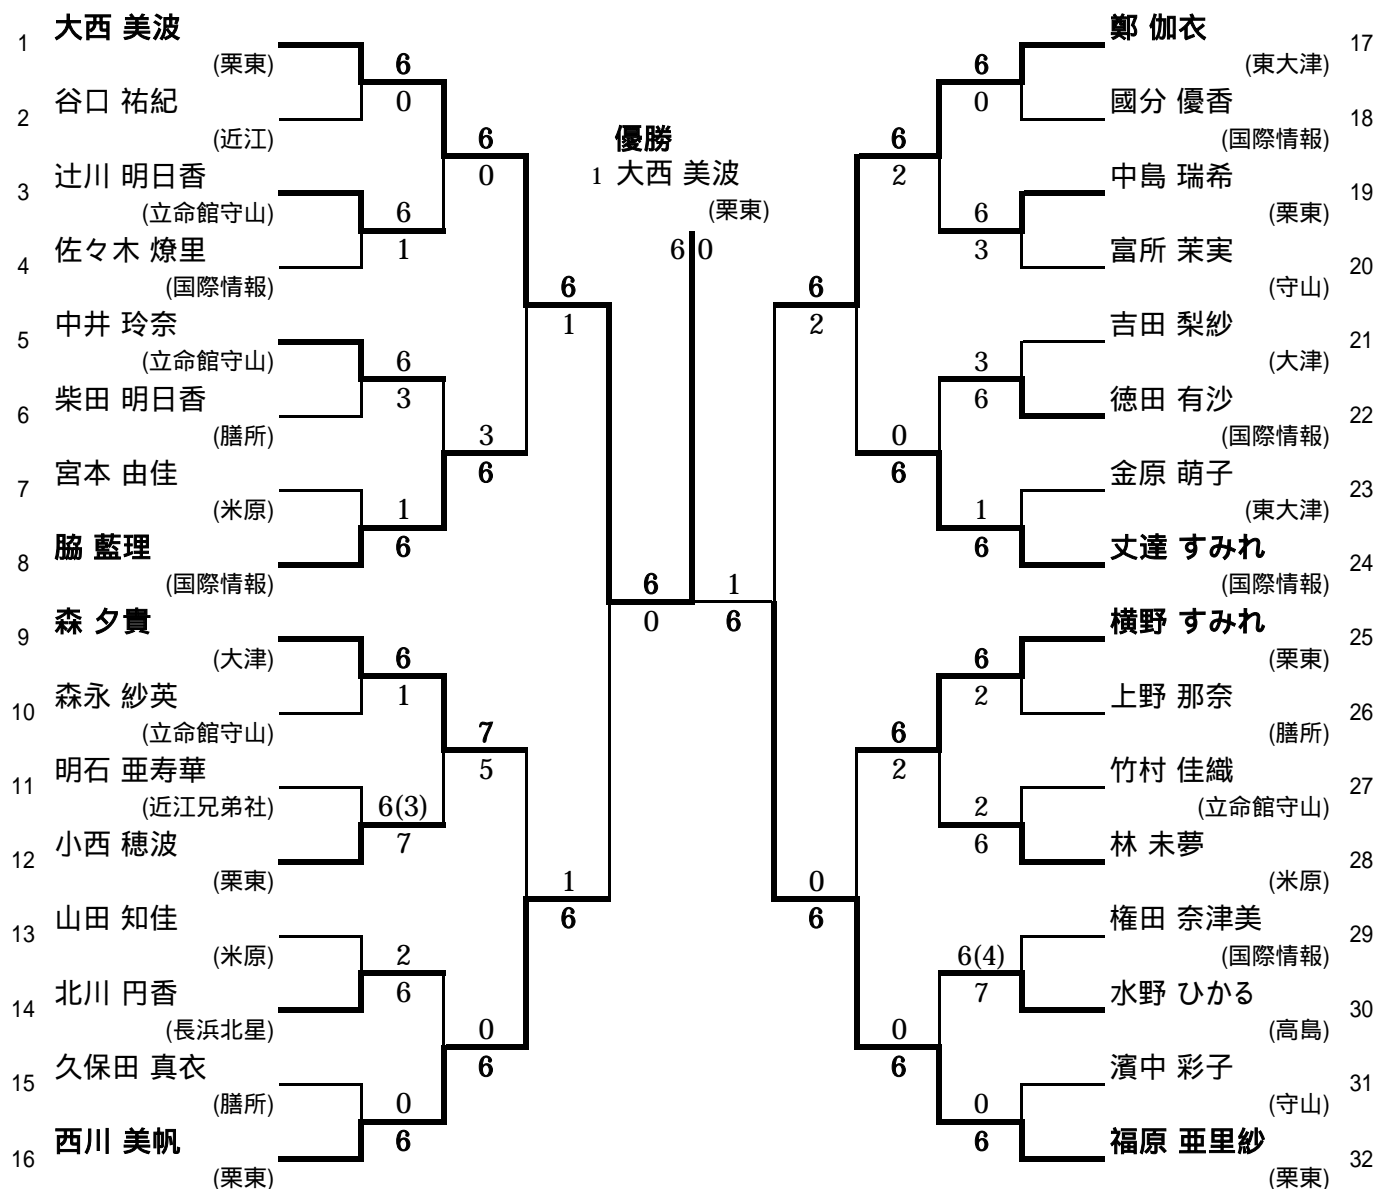 1 大西 美波
(栗東)
6
0
2 谷口 祐紀
(近江)
6
0
3 辻川 明日香
(立命館守山)
6
1
4 佐々木 燎里
(国際情報)
6
1
5 中井 玲奈
(立命館守山)
6
3
6 柴田 明日香
(膳所)
3
6
7 宮本 由佳
(米原)
1
6
8 脇 藍理
(国際情報)
6
0
9 森 夕貴
(大津)
6
1
10 森永 紗英
(立命館守山)
7
5
11 明石 亜寿華
(近江兄弟社)
6(3)
7
12 小西 穂波
(栗東)
1
6
13 山田 知佳
(米原)
2
6
14 北川 円香
(長浜北星)
0
6
15 久保田 真衣
(膳所)
0
6
16 西川 美帆
(栗東)
優勝
1 大西 美波
(栗東)
6 0
鄭 伽衣 17
(東大津)
6
0
國分 優香 18
(国際情報)
6
2
中島 瑞希 19
(栗東)
6
3
富所 茉実 20
(守山)
6
2
吉田 梨紗 21
(大津)
3
6
徳田 有沙 22
(国際情報)
0
6
金原 萌子 23
(東大津)
1
6
丈達 すみれ 24
(国際情報)
1
6
横野 すみれ 25
(栗東)
6
2
上野 那奈 26
(膳所)
6
2
竹村 佳織 27
(立命館守山)
2
6
林 未夢 28
(米原)
0
6
権田 奈津美 29
(国際情報)
6(4)
7
水野 ひかる 30
(高島)
0
6
濱中 彩子 31
(守山)
0
6
福原 亜里紗 32
(栗東)